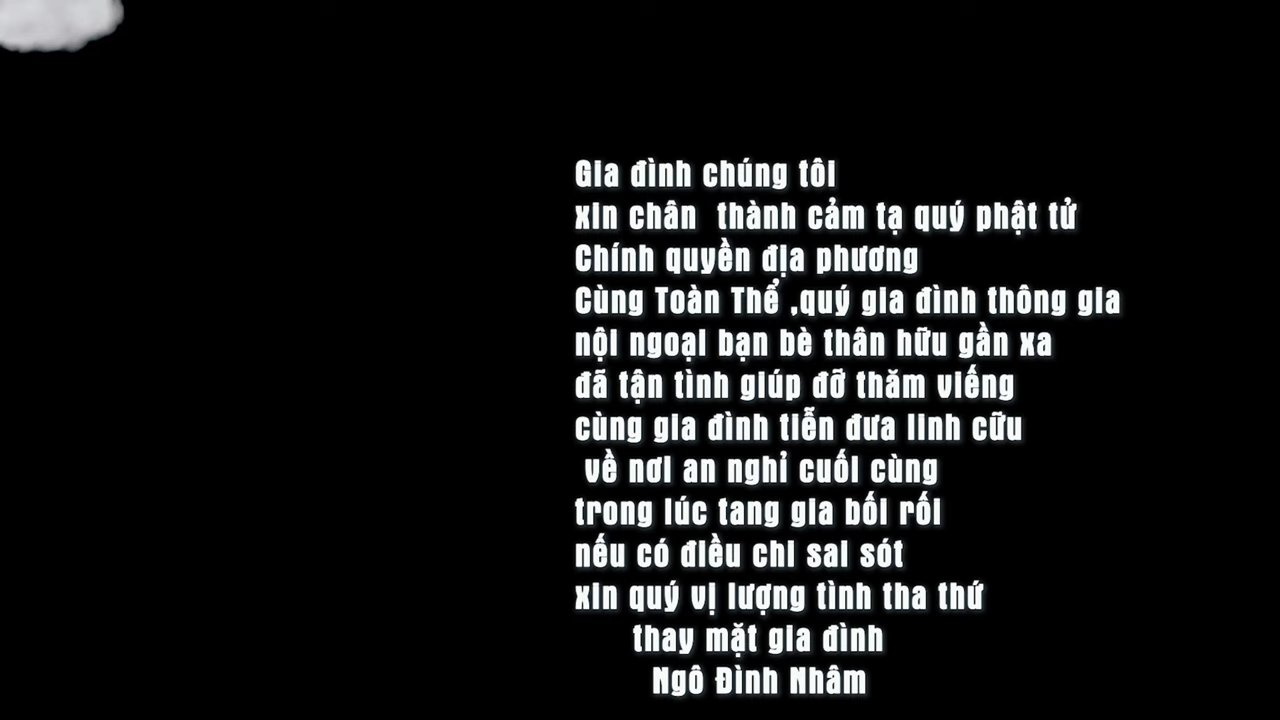 Gia đình chúng tôi
xin chân  thành cảm tạ quý phật tử
Chính quyền địa phương
Cùng Toàn Thể ,quý gia đình thông gia
nội ngoại bạn bè thân hữu gần xa
đã tận tình giúp đỡ thăm viếng
cùng gia đình tiễn đưa linh cữu
về nơi an nghỉ cuối cùng
trong lúc tang gia bối rối
nếu có điều chi sai sót
xin quý vị lượng tình tha thứ
thay mặt gia đình
Ngô Đình Nhâm